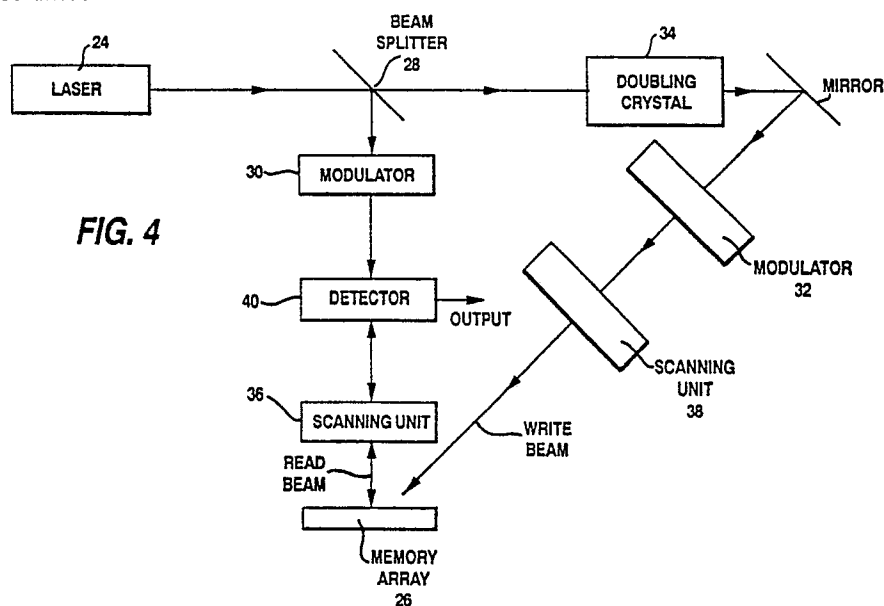 24
LASER
BEAM
SPLITTER
28
34
DOUBLING
CRYSTAL
MIRROR
30
MODULATOR
FIG. 4
MODULATOR
32
40
DETECTOR
OUTPUT
36
SCANNING UNIT
SCANNING
UNIT
38
READ
BEAM
WRITE
BEAM
MEMORY
ARRAY
26